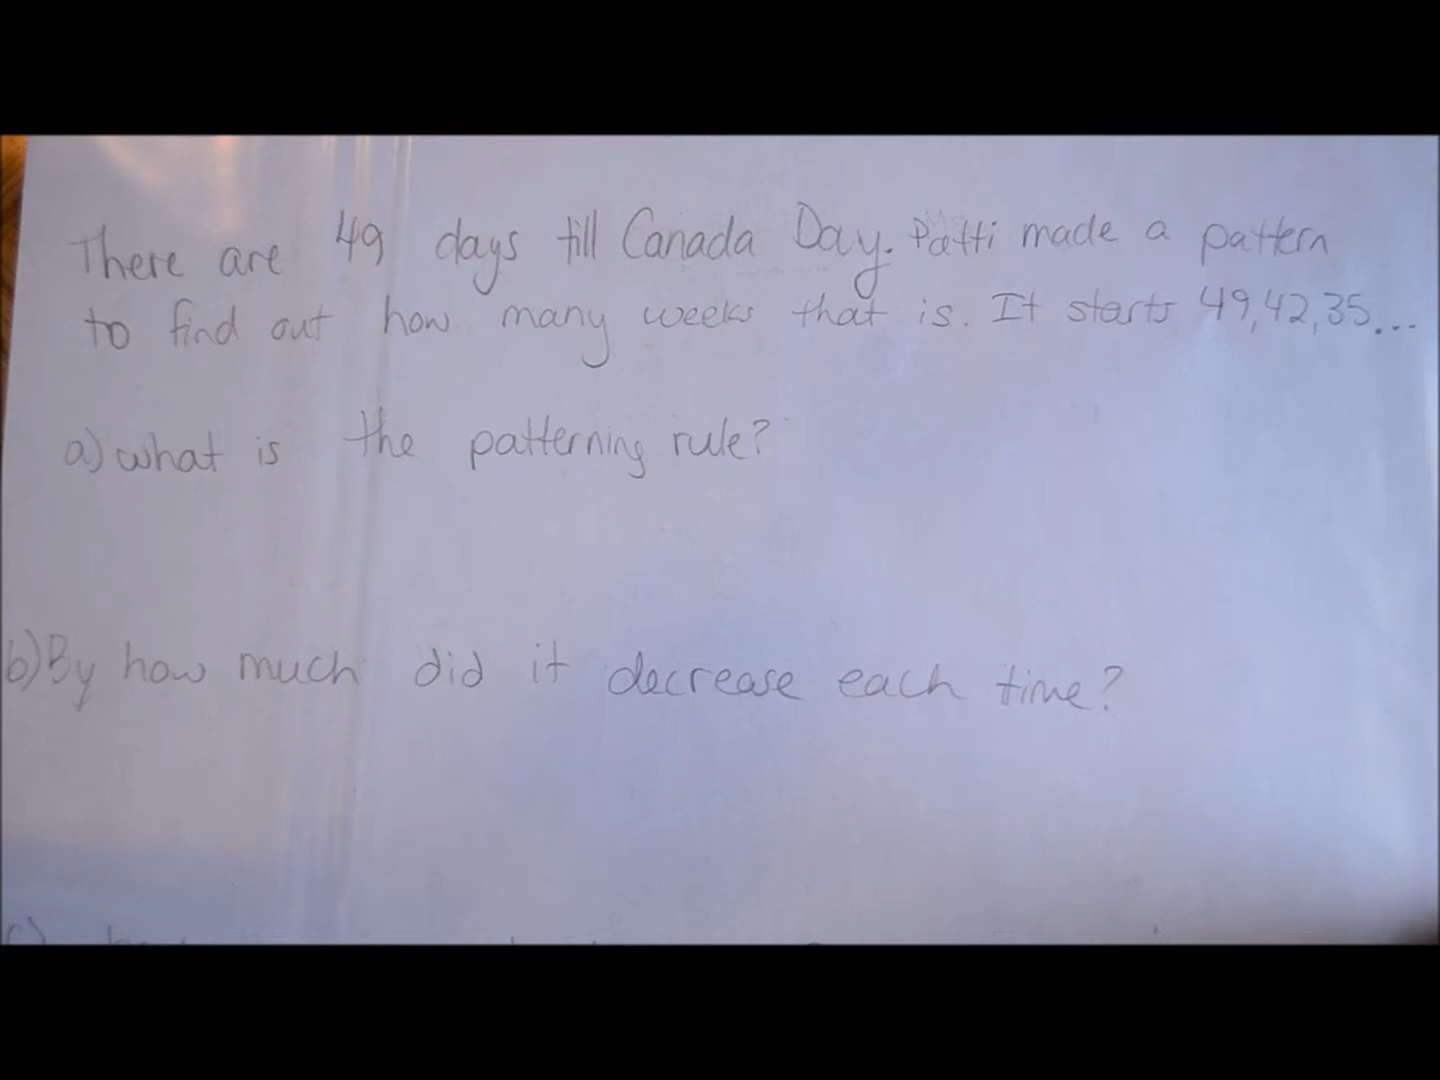 There are 49 days till Canada Day. Patti made a pattern
to find out how many weeks that is. It starts 49,42,35...
a) what is the patterning rule?
b) By how much did it decrease each time?
c)